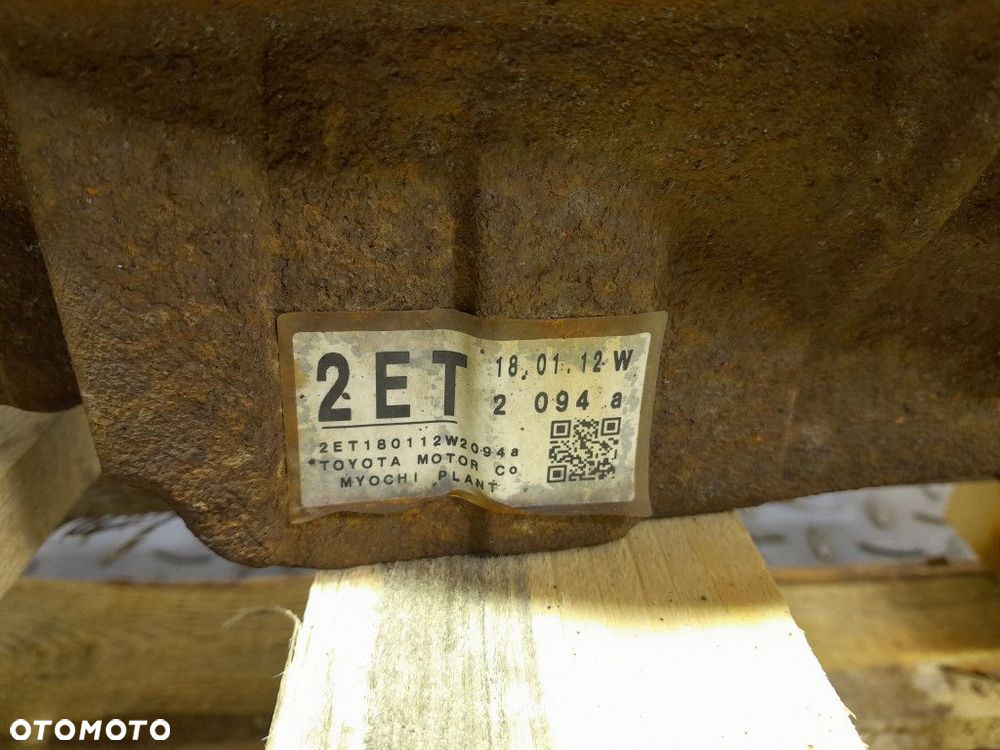 2ET
18.01.12 W
2 094 a
2ET180112W2094a
TOYOTA MOTOR Co
MYOCHI PLANT
OTOMOTO